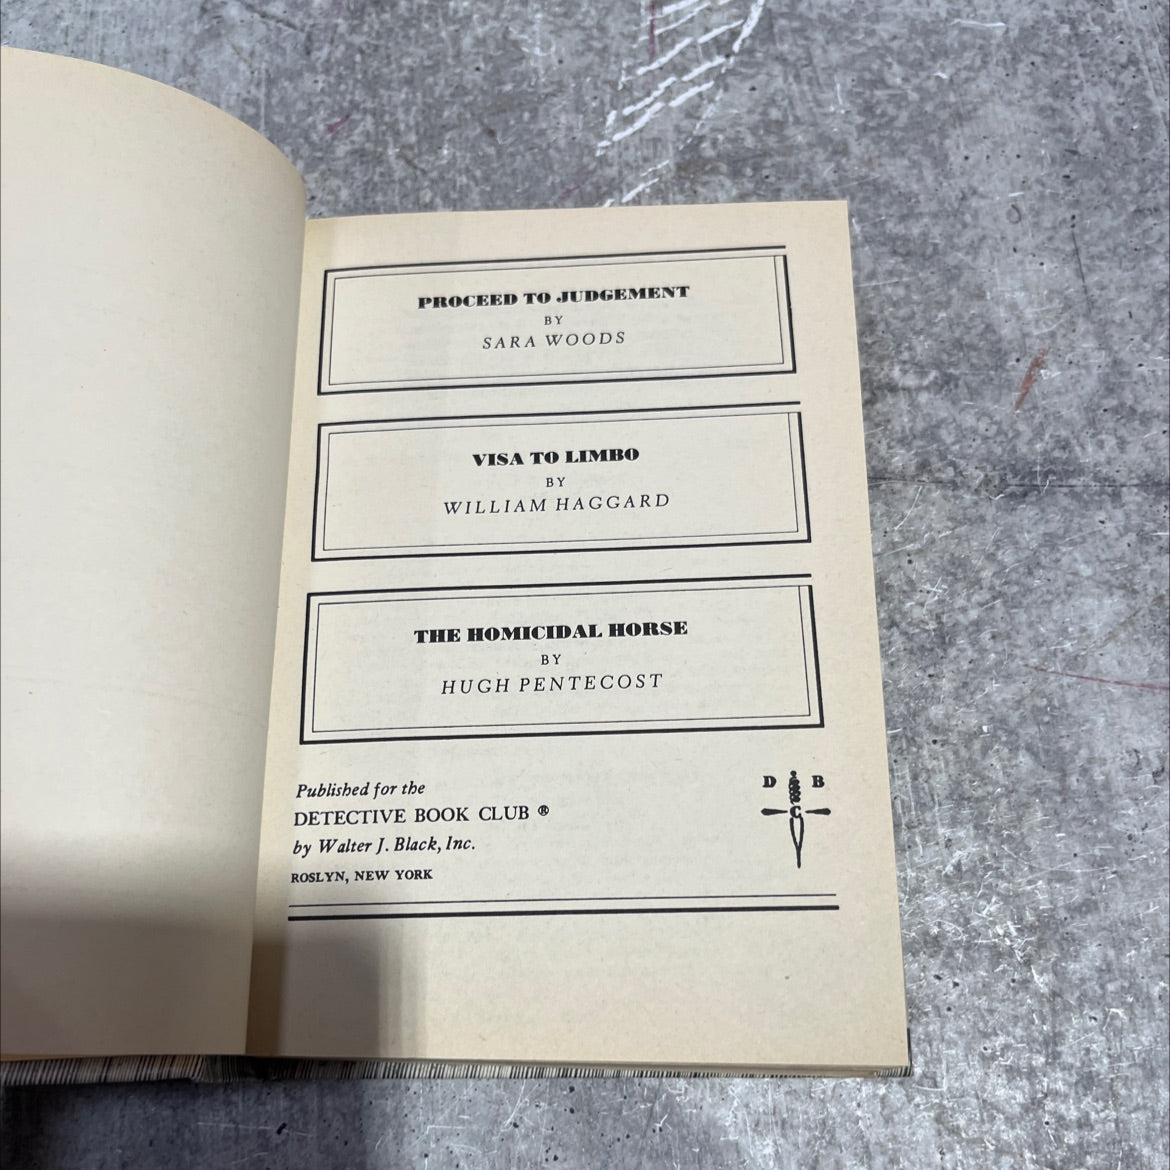 PROCEED TO JUDGEMENT
BY
SARA WOODS
VISA TO LIMBO
BY
WILLIAM HAGGARD
THE HOMICIDAL HORSE
BY
HUGH PENTECOST
Published for the
DETECTIVE BOOK CLUB ®
by Walter J. Black, Inc.
ROSLYN, NEW YORK
D B
C